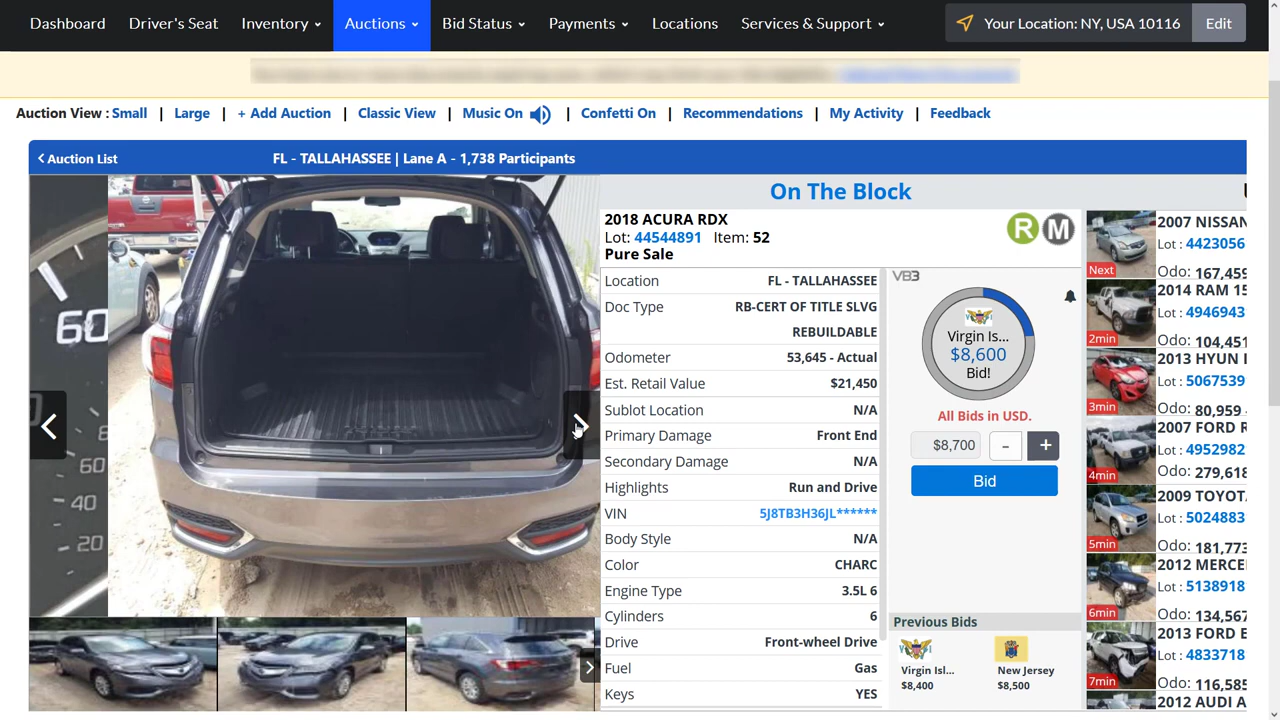 Dashboard Driver's Seat Inventory Auctions Bid Status Payments Locations Services & Support Your Location: NY, USA 10116 Edit
Auction View : Small | Large | + Add Auction | Classic View | Music On | Confetti On | Recommendations | My Activity | Feedback
Auction List FL - TALLAHASSEE | Lane A - 1,738 Participants
60
8
60
40
20
On The Block
2018 ACURA RDX
Lot: 44544891 Item: 52
Pure Sale
R M
Location FL - TALLAHASSEE
Doc Type RB-CERT OF TITLE SLVG
REBUILDABLE
Odometer 53,645 - Actual
Est. Retail Value $21,450
Sublot Location N/A
Primary Damage Front End
Secondary Damage N/A
Highlights Run and Drive
VIN 5J8TB3H36JL******
Body Style N/A
Color CHARC
Engine Type 3.5L 6
Cylinders 6
Drive Front-wheel Drive
Fuel Gas
Keys YES
VB3
Virgin Is...
$8,600
Bid!
All Bids in USD.
$8,700 - +
Bid
Previous Bids
Virgin Isl...
$8,400
New Jersey
$8,500
2007 NISSAN
Lot : 4423056
Next Odo: 167,459
2014 RAM 15
Lot : 4946943
2min Odo: 104,451
2013 HYUN
Lot : 5067539
3min Odo: 80,959
2007 FORD R
Lot : 4952982
4min Odo: 279,618
2009 TOYOT
Lot : 5024883
5min Odo: 181,773
2012 MERCE
Lot : 5138918
6min Odo: 134,567
2013 FORD E
Lot : 4833718
7min Odo: 116,585
2012 AUDI A